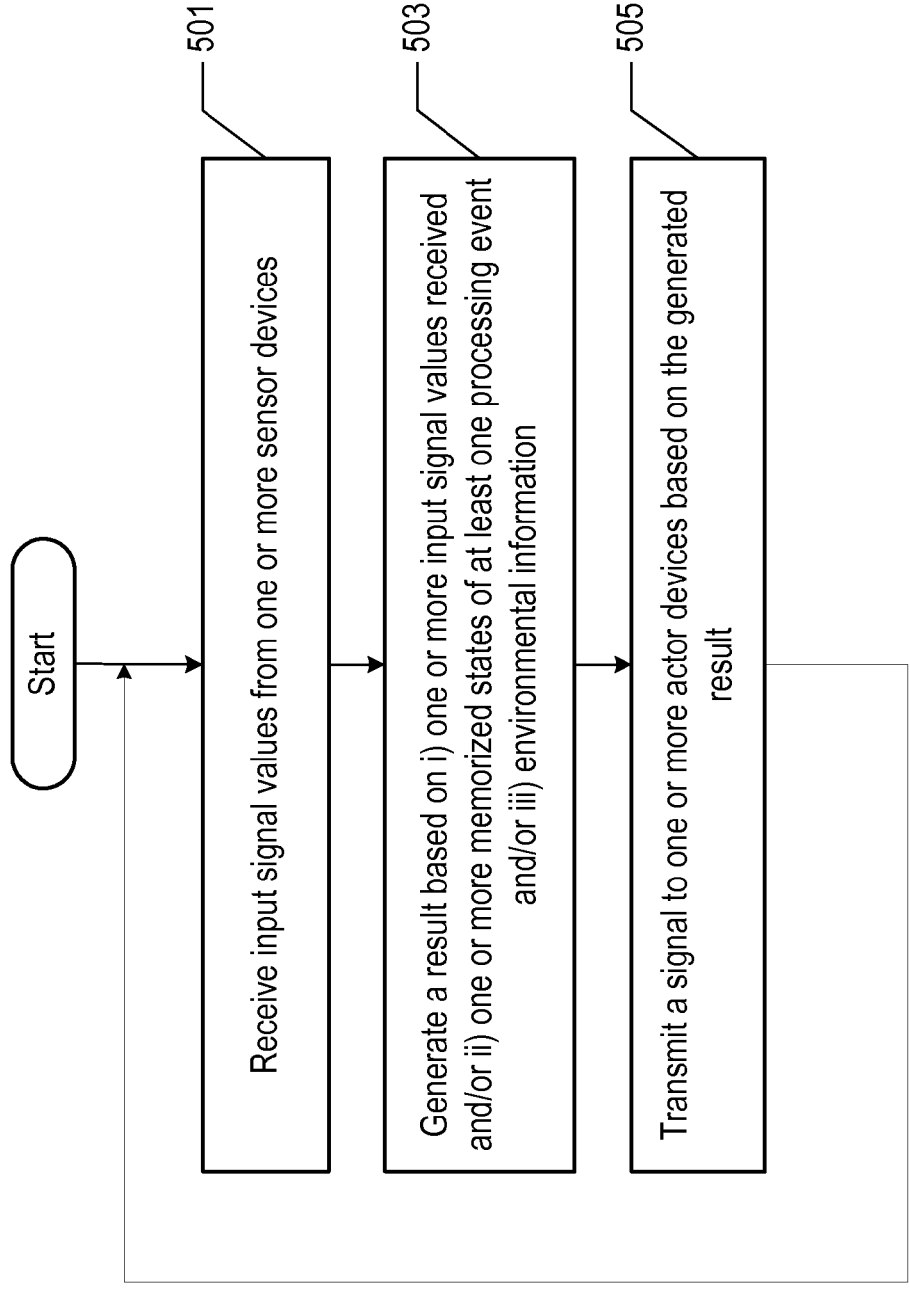 Start
501
Receive input signal values from one or more sensor devices
503
Generate a result based on i) one or more input signal values received
and/or ii) one or more memorized states of at least one processing event
and/or iii) environmental information
505
Transmit a signal to one or more actor devices based on the generated
result